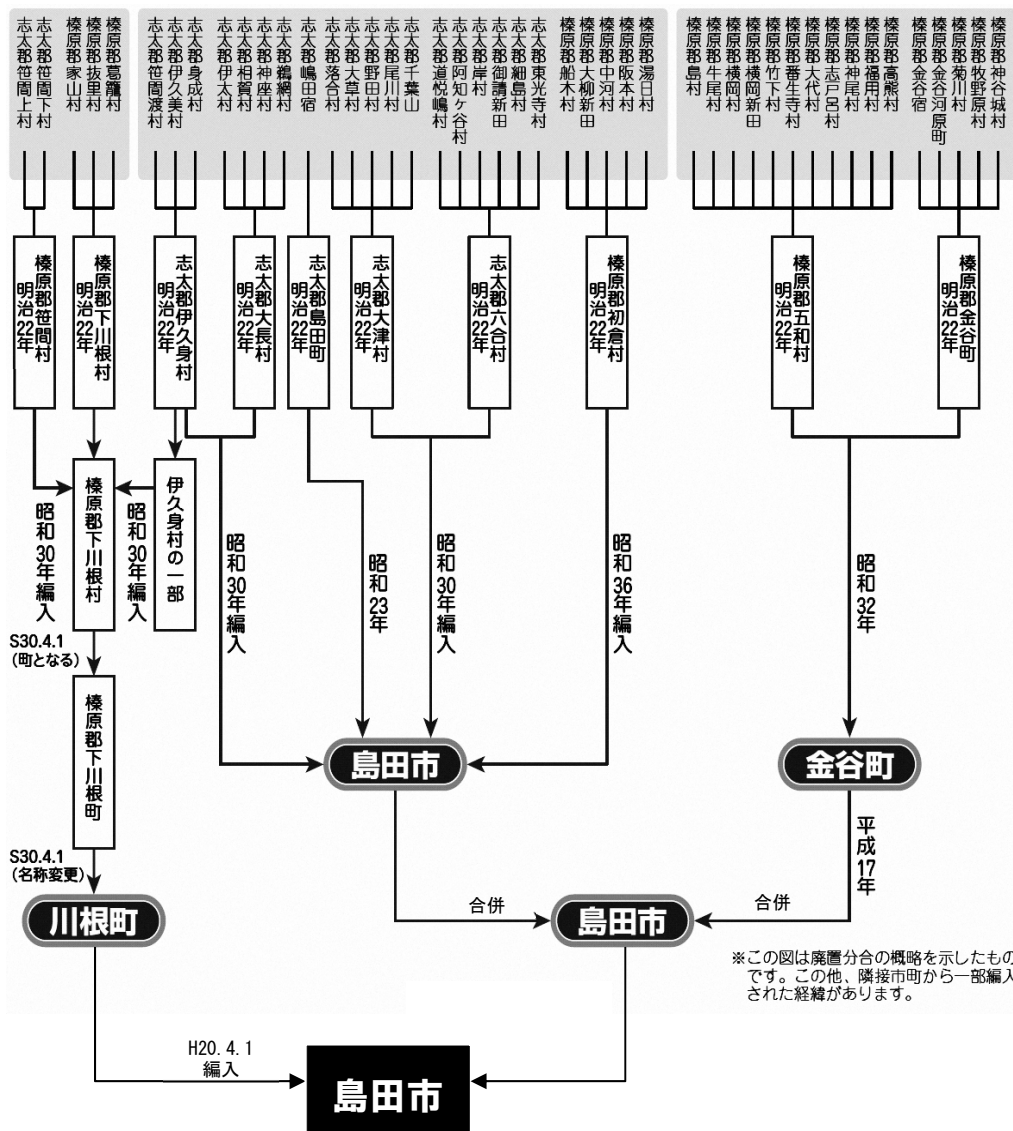 志太郡笹間上村
志太郡笹間下村
榛原郡家山村
榛原郡抜里村
榛原郡葛籠村
志太郡笹間渡村
志太郡伊久美村
志太郡身成村
志太郡伊太村
志太郡相賀村
志太郡神座村
志太郡鵜網村
志太郡嶋田宿
志太郡落合村
志太郡大草村
志太郡野田村
志太郡尾川村
志太郡千葉山
志太郡道悦嶋村
志太郡阿知ヶ谷村
志太郡岸村
志太郡御請新田
志太郡細島村
志太郡東光寺村
榛原郡船木村
榛原郡大柳新田
榛原郡中河村
榛原郡阪本村
榛原郡湯日村
榛原郡島村
榛原郡牛尾村
榛原郡横岡村
榛原郡横岡新田
榛原郡竹下村
榛原郡番生寺村
榛原郡大代村
榛原郡志戸呂村
榛原郡神尾村
榛原郡福用村
榛原郡高熊村
榛原郡金谷宿
榛原郡金谷河原町
榛原郡菊川村
榛原郡牧野原村
榛原郡神谷城村
榛原郡笹間村
明治22年
榛原郡下川根村
明治22年
志太郡伊久身村
明治22年
志太郡大長村
明治22年
志太郡島田町
明治22年
志太郡大津村
明治22年
志太郡六合村
明治22年
榛原郡初倉村
明治22年
榛原郡五和村
明治22年
榛原郡金谷町
明治22年
昭和30年編入
榛原郡下川根村
昭和30年編入
伊久身村の一部
昭和30年編入
昭和23年
昭和30年編入
昭和36年編入
昭和32年
S30.4.1
(町となる)
榛原郡下川根町
島田市
金谷町
S30.4.1
(名称変更)
平成17年
川根町
合併
島田市
合併
※この図は廃置分合の概略を示したもの
です。この他、隣接市町から一部編入
された経緯があります。
H20.4.1
編入
島田市